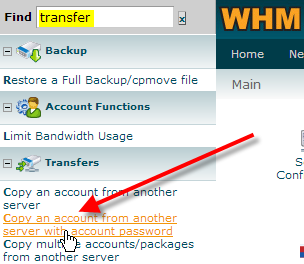 Find transfer x
WHM
Home Ne
Main
Backup
Restore a Full Backup/cpmove file
Account Functions
Limit Bandwidth Usage
Transfers
Copy an account from another
server
Copy an account from another
server with account password
Copy multiple accounts/packages
from another server
S
Conf